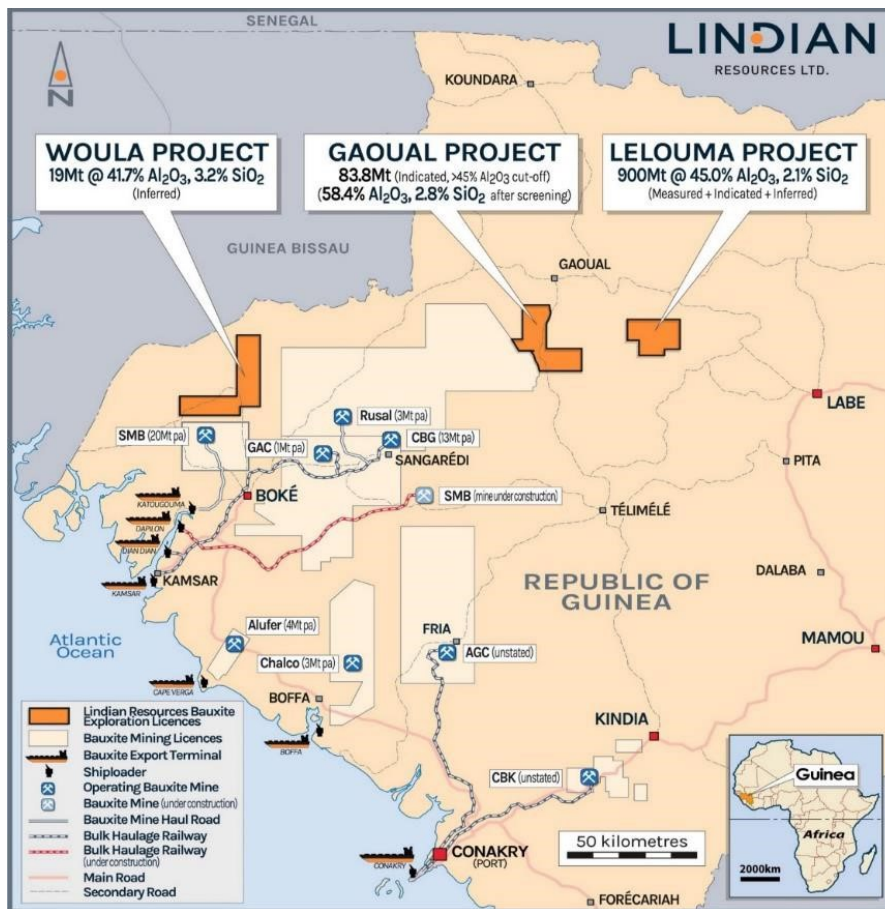 SENEGAL
LINDIAN
RESOURCES LTD.
N
KOUNDARA
WOULA PROJECT
19Mt @ 41.7% Al₂O₃, 3.2% SiO₂
(Inferred)
GAOUAL PROJECT
83.8Mt (Indicated, >45% Al₂O₃ cut-off)
(58.4% Al₂O₃, 2.8% SiO₂ after screening)
LELOUMA PROJECT
900Mt @ 45.0% Al₂O₃, 2.1% SiO₂
(Measured + Indicated + Inferred)
GUINEA BISSAU
GAOUAL
LABE
Rusal (3Mt pa)
SMB (20Mt pa)
GAC (1Mt pa)
CBG (13Mt pa)
SANGARÉDI
PITA
BOKÉ
SMB (mine under construction)
KATOUGOUMA
DAPILON
DIAN DIAN
KAMSAR
KAMSAR
TÉLIMÉLÉ
REPUBLIC OF
GUINEA
DALABA
MAMOU
Atlantic
Ocean
Alufer (4Mt pa)
Chalco (3Mt pa)
FRIA
AGC (unstated)
CAPE VERGA
BOFFA
BOFFA
KINDIA
CBK (unstated)
CONAKRY
CONAKRY
(PORT)
FORÉCARIAH
50 kilometres
Lindian Resources Bauxite
Exploration Licences
Bauxite Mining Licences
Bauxite Export Terminal
Shiploader
Operating Bauxite Mine
Bauxite Mine (under construction)
Bauxite Mine Haul Road
Bulk Haulage Railway
Bulk Haulage Railway
(under construction)
Main Road
Secondary Road
Guinea
Africa
2000km